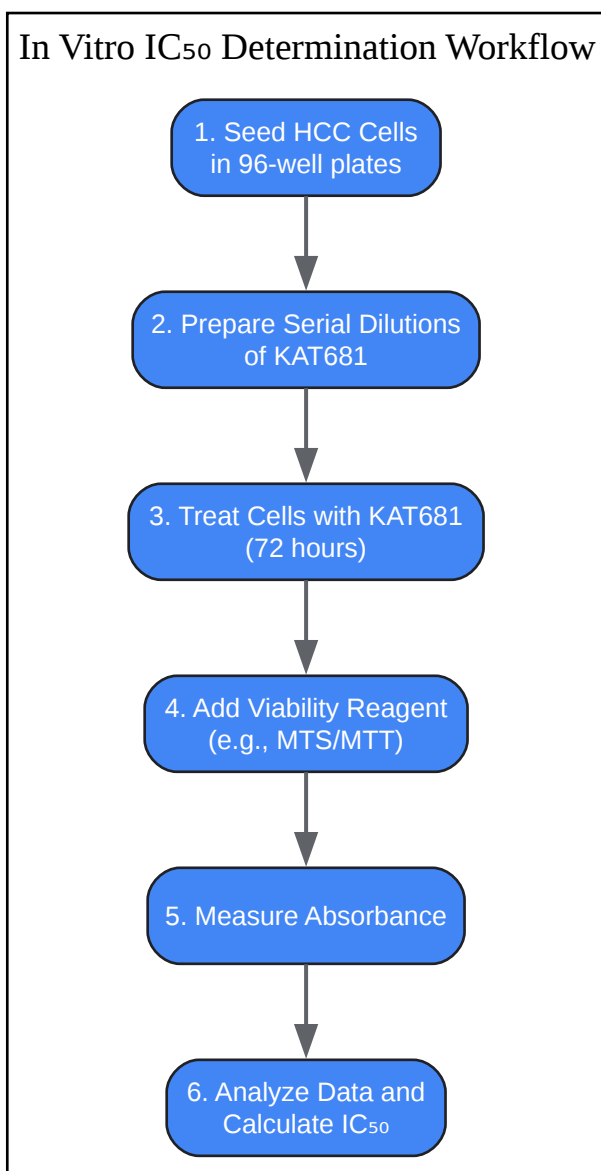 In Vitro IC₅₀ Determination Workflow
1. Seed HCC Cells
in 96-well plates
2. Prepare Serial Dilutions
of KAT681
3. Treat Cells with KAT681
(72 hours)
4. Add Viability Reagent
(e.g., MTS/MTT)
5. Measure Absorbance
6. Analyze Data and
Calculate IC₅₀